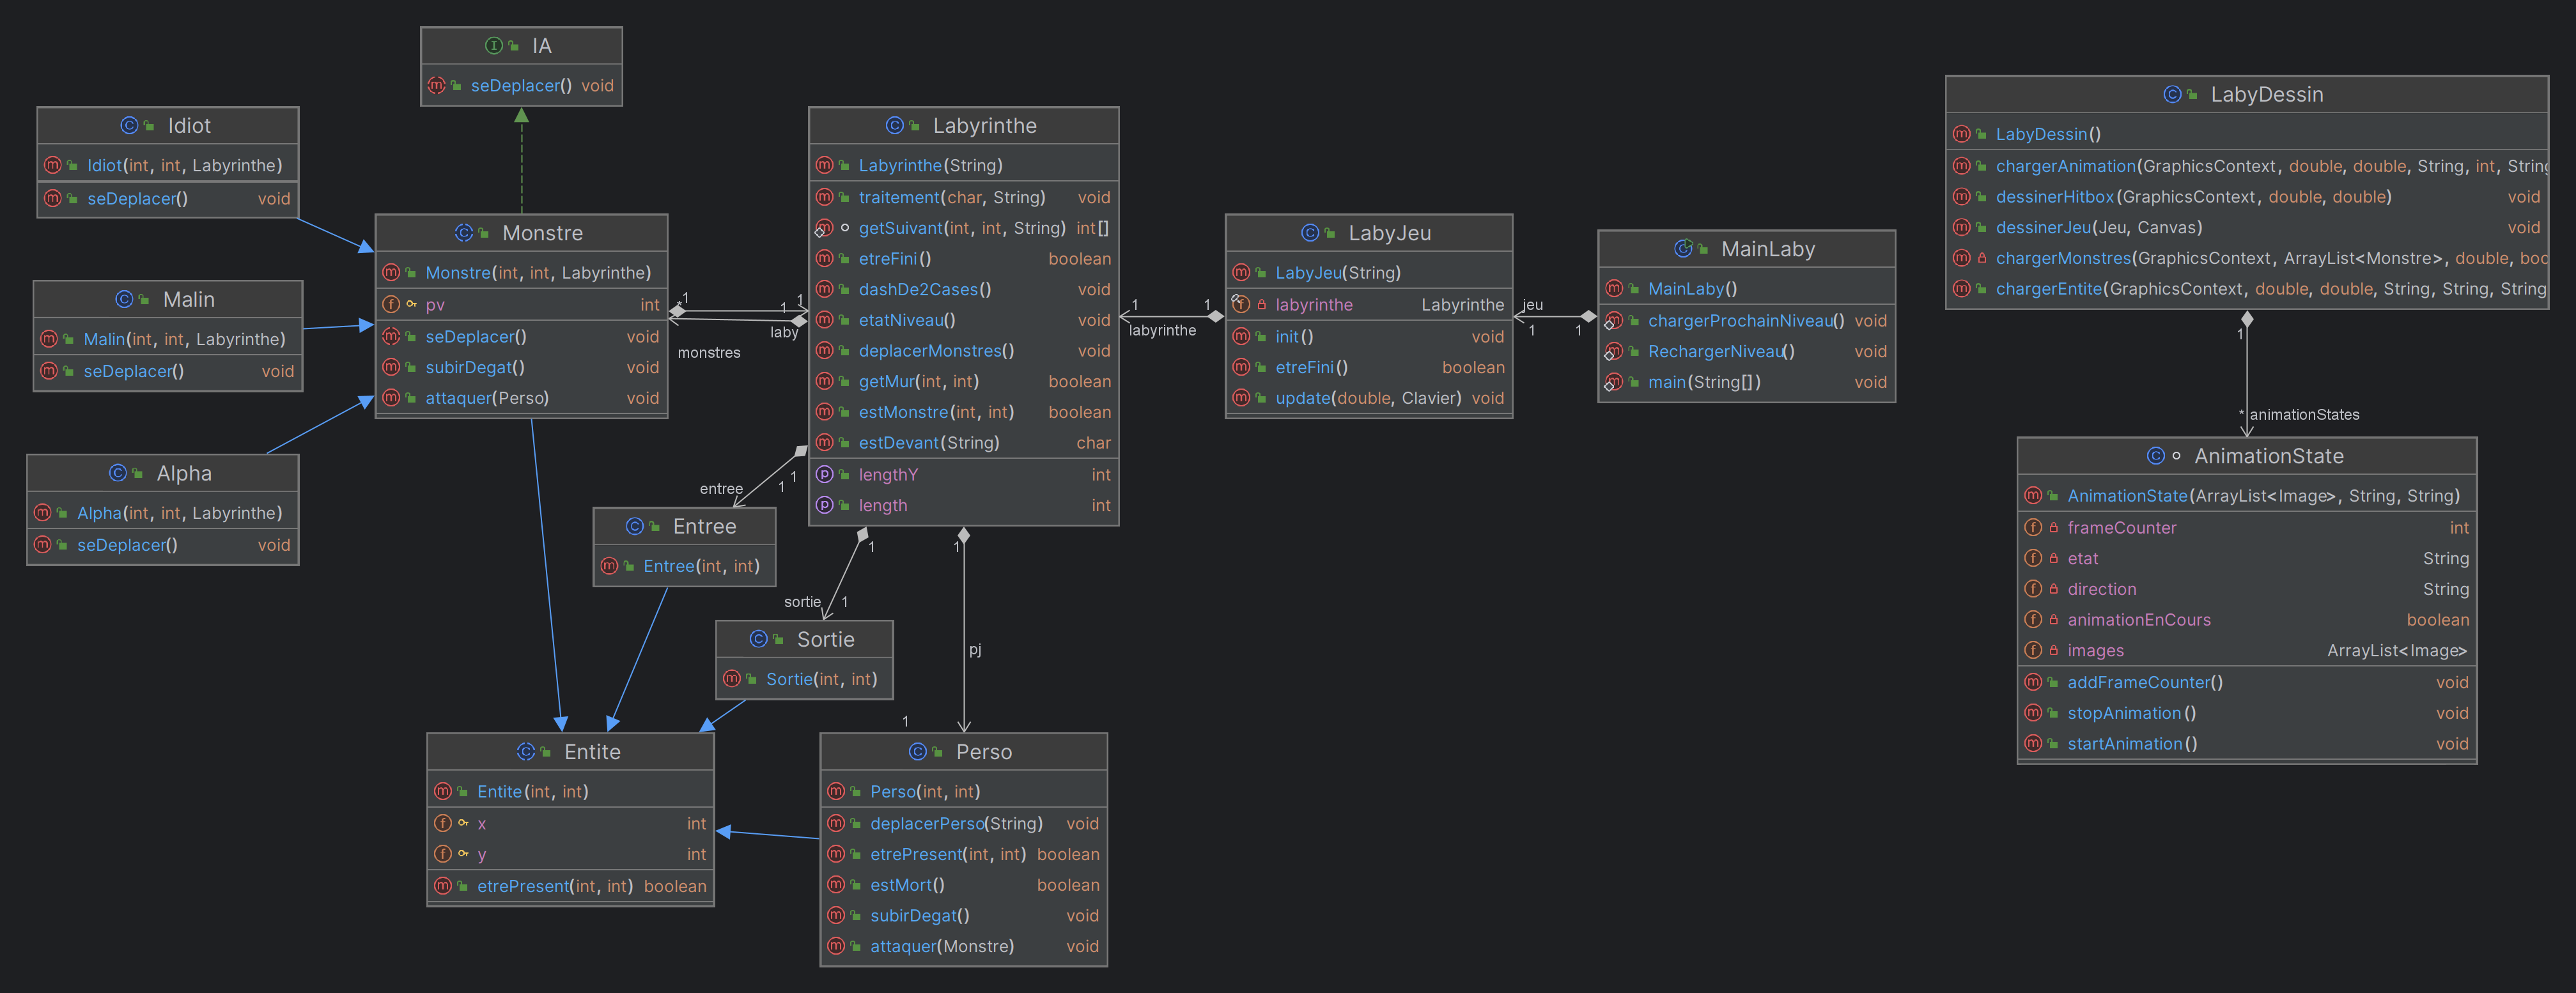 IA
seDeplacer() void
Idiot
Idiot(int, int, Labyrinthe)
seDeplacer() void
Malin
Malin(int, int, Labyrinthe)
seDeplacer() void
Alpha
Alpha(int, int, Labyrinthe)
seDeplacer() void
Monstre
Monstre(int, int, Labyrinthe)
pv int
seDeplacer() void
subirDegat() void
attaquer(Perso) void
*
1
1
1
laby
monstres
Labyrinthe
Labyrinthe(String)
traitement(char, String) void
getSuivant(int, int, String) int[]
etreFini() boolean
dashDe2Cases() void
etatNiveau() void
deplacerMonstres() void
getMur(int, int) boolean
estMonstre(int, int) boolean
estDevant(String) char
lengthY int
length int
1
1
labyrinthe
LabyJeu
LabyJeu(String)
labyrinthe Labyrinthe
init() void
etreFini() boolean
update(double, Clavier) void
jeu
1
1
MainLaby
MainLaby()
chargerProchainNiveau() void
RechargerNiveau() void
main(String[]) void
entree
1
1
Entree
Entree(int, int)
1
sortie
1
Sortie
Sortie(int, int)
1
pj
1
Entite
Entite(int, int)
x int
y int
etrePresent(int, int) boolean
Perso
Perso(int, int)
deplacerPerso(String) void
etrePresent(int, int) boolean
estMort() boolean
subirDegat() void
attaquer(Monstre) void
LabyDessin
LabyDessin()
chargerAnimation(GraphicsContext, double, double, String, int, String
dessinerHitbox(GraphicsContext, double, double) void
dessinerJeu(Jeu, Canvas) void
chargerMonstres(GraphicsContext, ArrayList<Monstre>, double, boo
chargerEntite(GraphicsContext, double, double, String, String, String
1
* animationStates
AnimationState
AnimationState(ArrayList<Image>, String, String)
frameCounter int
etat String
direction String
animationEnCours boolean
images ArrayList<Image>
addFrameCounter() void
stopAnimation() void
startAnimation() void